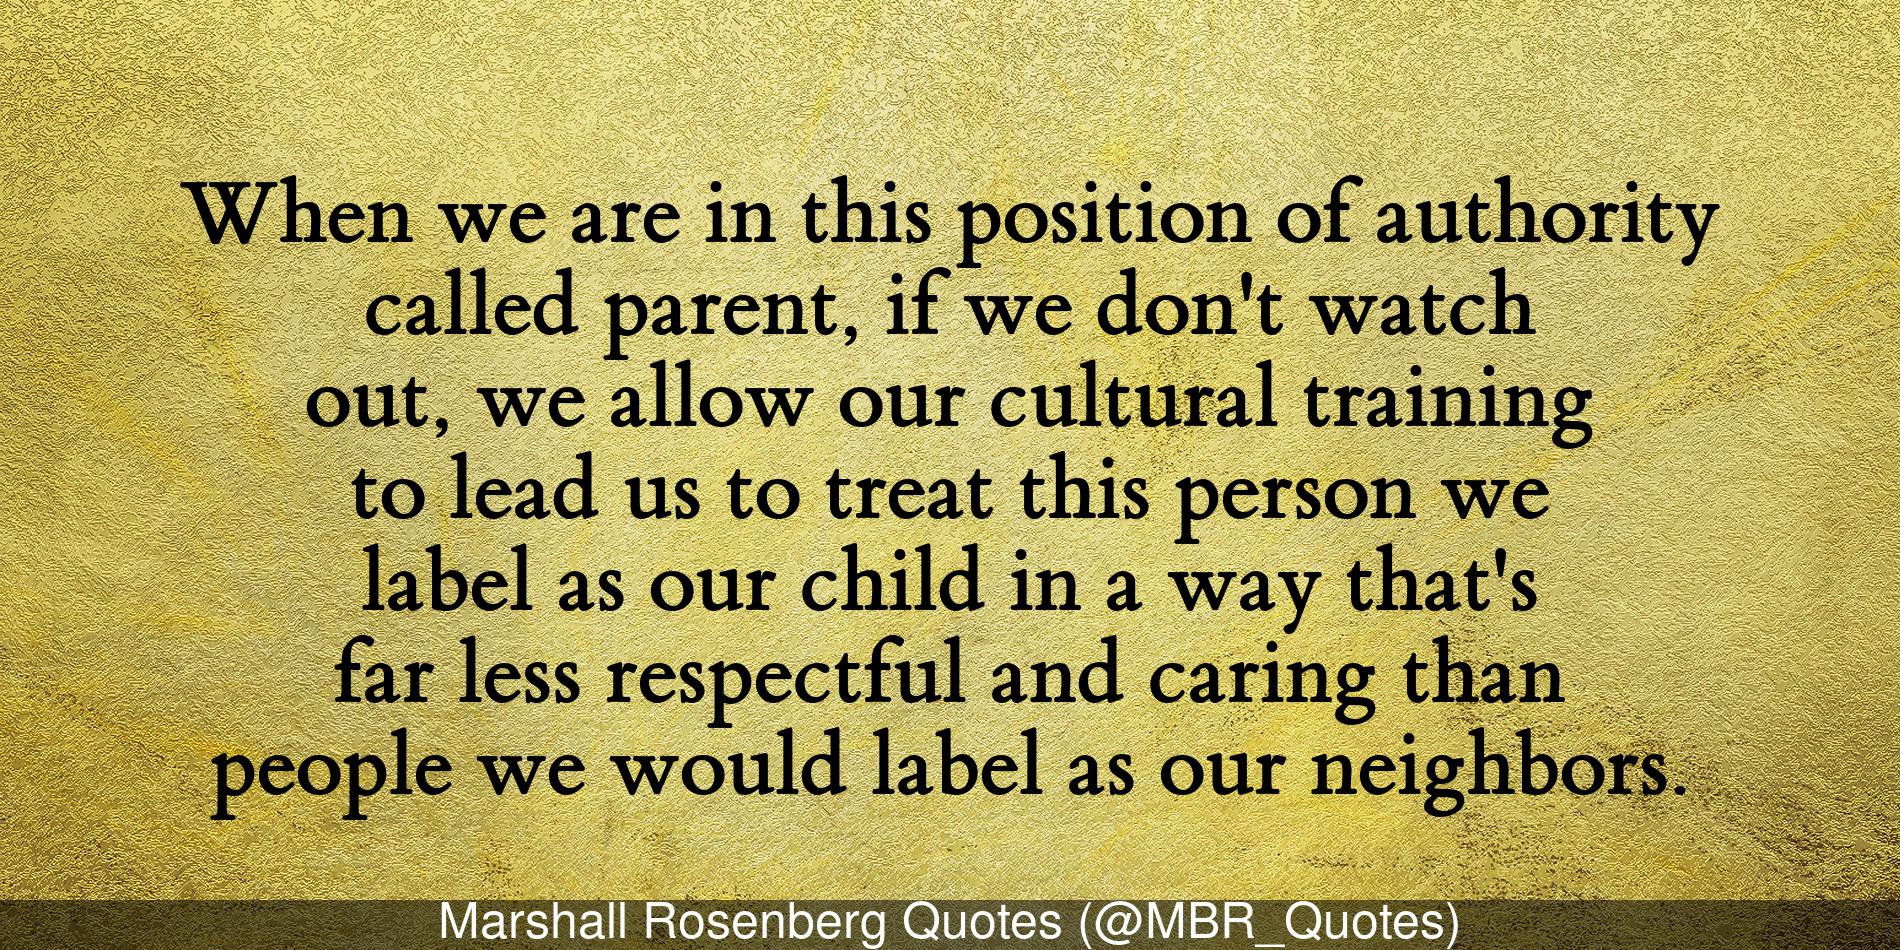 When we are in this position of authority
called parent, if we don't watch
out, we allow our cultural training
to lead us to treat this person we
label as our child in a way that's
far less respectful and caring than
people we would label as our neighbors.
Marshall Rosenberg Quotes (@MBR_Quotes)